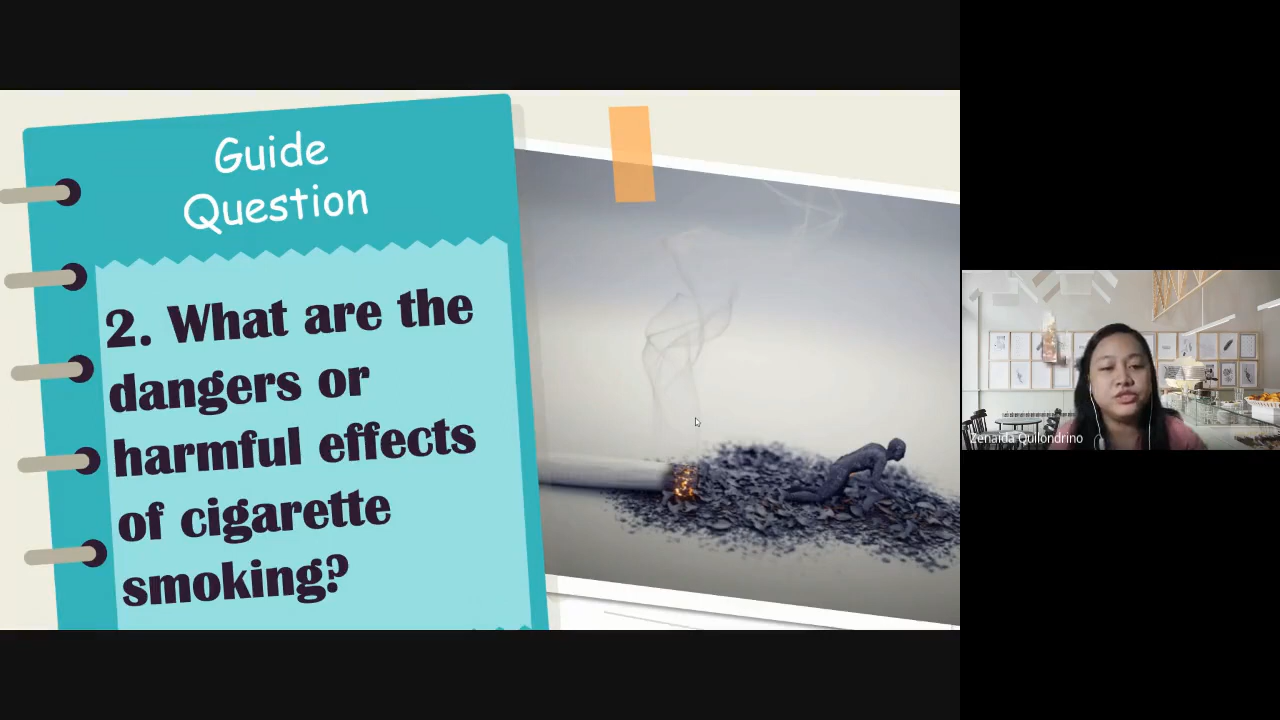 Guide
Question
2. What are the
dangers or
harmful effects
of cigarette
smoking?
Zenaida Quilondrino